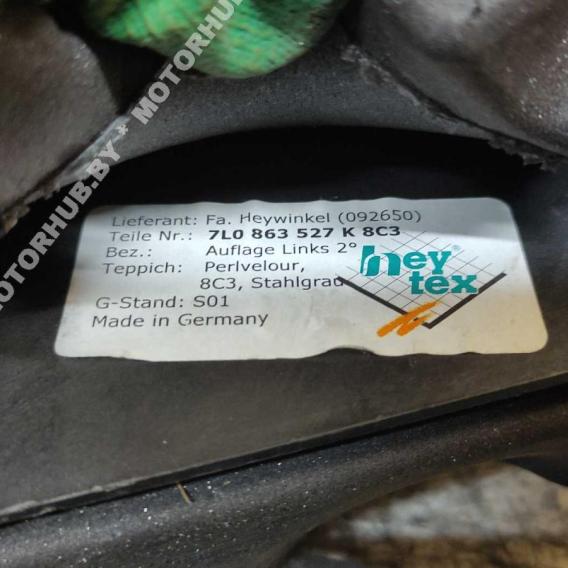 MOTORHUB.BY * MOTORHUB
Lieferant: Fa. Heywinkel (092650)
Teile Nr.: 7L0 863 527 K 8C3
Bez.: Auflage Links 2°
Teppich: Perlvelour,
8C3, Stahlgrau
G-Stand: S01
Made in Germany
hey®
tex